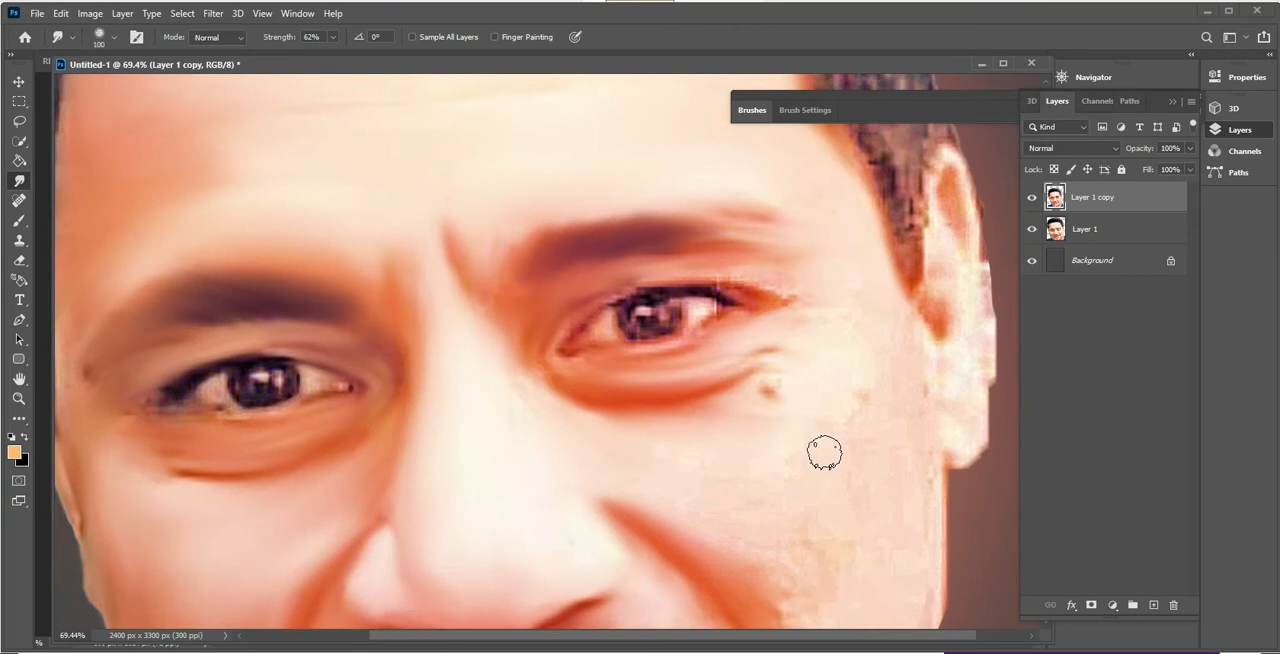 Ps File Edit Image Layer Type Select Filter 3D View Window Help
100 Mode: Normal Strength: 62% 0° Sample All Layers Finger Painting
Ps Untitled-1 @ 69.4% (Layer 1 copy, RGB/8) *
Navigator
Properties
Brushes Brush Settings
3D Layers Channels Paths
3D
Kind
Layers
Normal Opacity: 100%
Channels
Lock: Fill: 100%
Paths
Layer 1 copy
Layer 1
Background
T
fx
69.44% 2400 px x 3300 px (300 ppi)
%